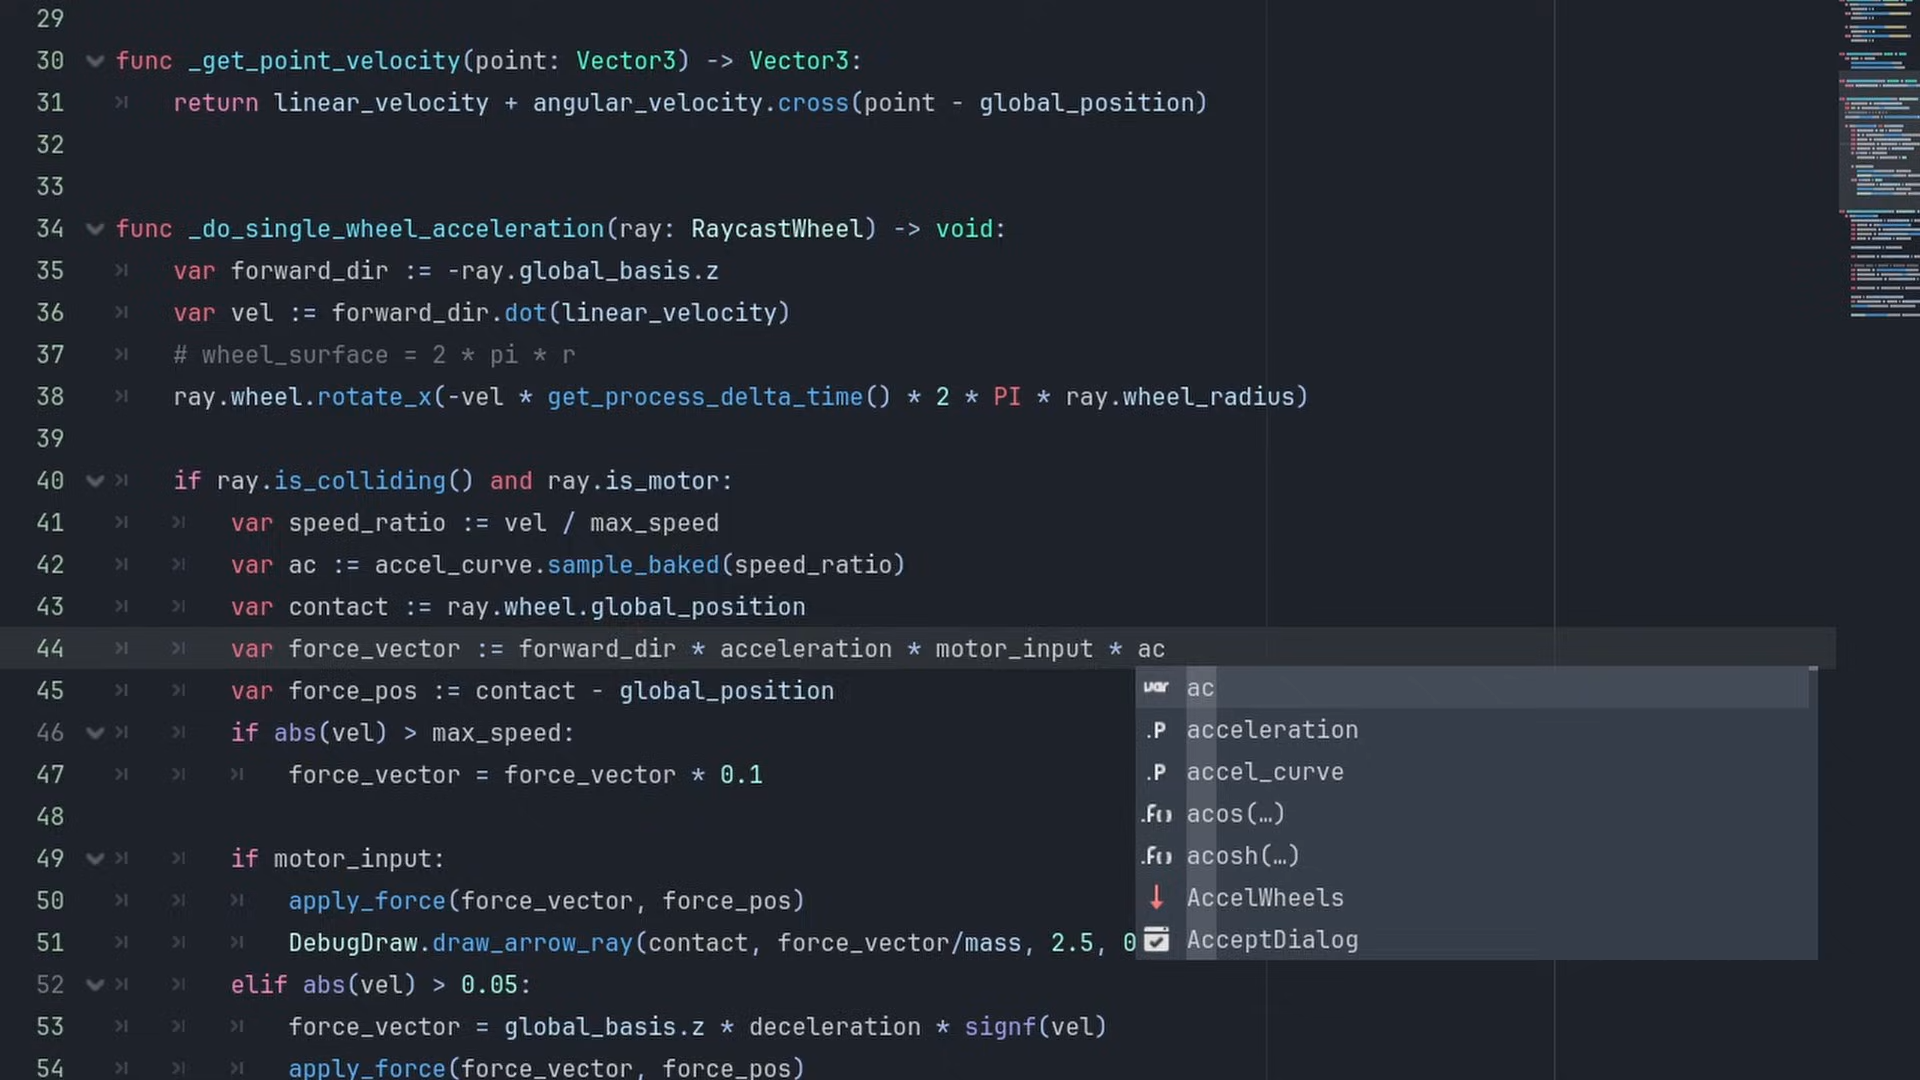 29
30 func _get_point_velocity(point: Vector3) -> Vector3:
31 return linear_velocity + angular_velocity.cross(point - global_position)
32
33
34 func _do_single_wheel_acceleration(ray: RaycastWheel) -> void:
35 var forward_dir := -ray.global_basis.z
36 var vel := forward_dir.dot(linear_velocity)
37 # wheel_surface = 2 * pi * r
38 ray.wheel.rotate_x(-vel * get_process_delta_time() * 2 * PI * ray.wheel_radius)
39
40 if ray.is_colliding() and ray.is_motor:
41 var speed_ratio := vel / max_speed
42 var ac := accel_curve.sample_baked(speed_ratio)
43 var contact := ray.wheel.global_position
44 var force_vector := forward_dir * acceleration * motor_input * ac
45 var force_pos := contact - global_position
46 if abs(vel) > max_speed:
47 force_vector = force_vector * 0.1
48
49 if motor_input:
50 apply_force(force_vector, force_pos)
51 DebugDraw.draw_arrow_ray(contact, force_vector/mass, 2.5, 0
52 elif abs(vel) > 0.05:
53 force_vector = global_basis.z * deceleration * signf(vel)
54 apply_force(force_vector, force_pos)
var ac
.P acceleration
.P accel_curve
.F() acos(…)
.F() acosh(…)
AccelWheels
AcceptDialog